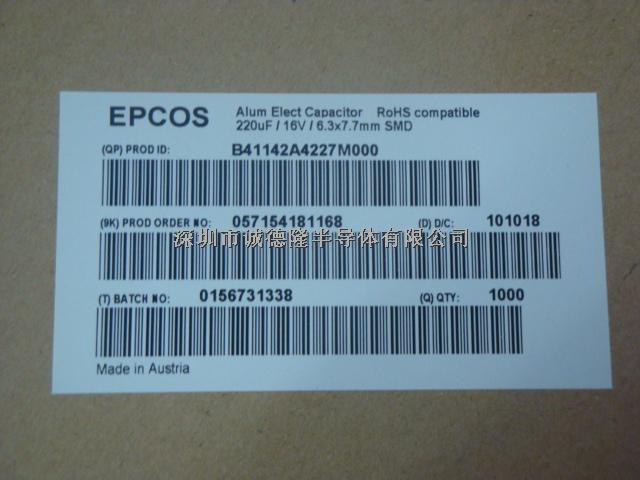 EPCOS
Alum Elect Capacitor RoHS compatible
220uF / 16V / 6.3x7.7mm SMD
(QP) PROD ID: B41142A4227M000
(9K) PROD ORDER NO: 057154181168 (D) D/C: 101018
深圳市诚德隆半导体有限公司
(T) BATCH NO: 0156731338 (Q) QTY: 1000
Made in Austria